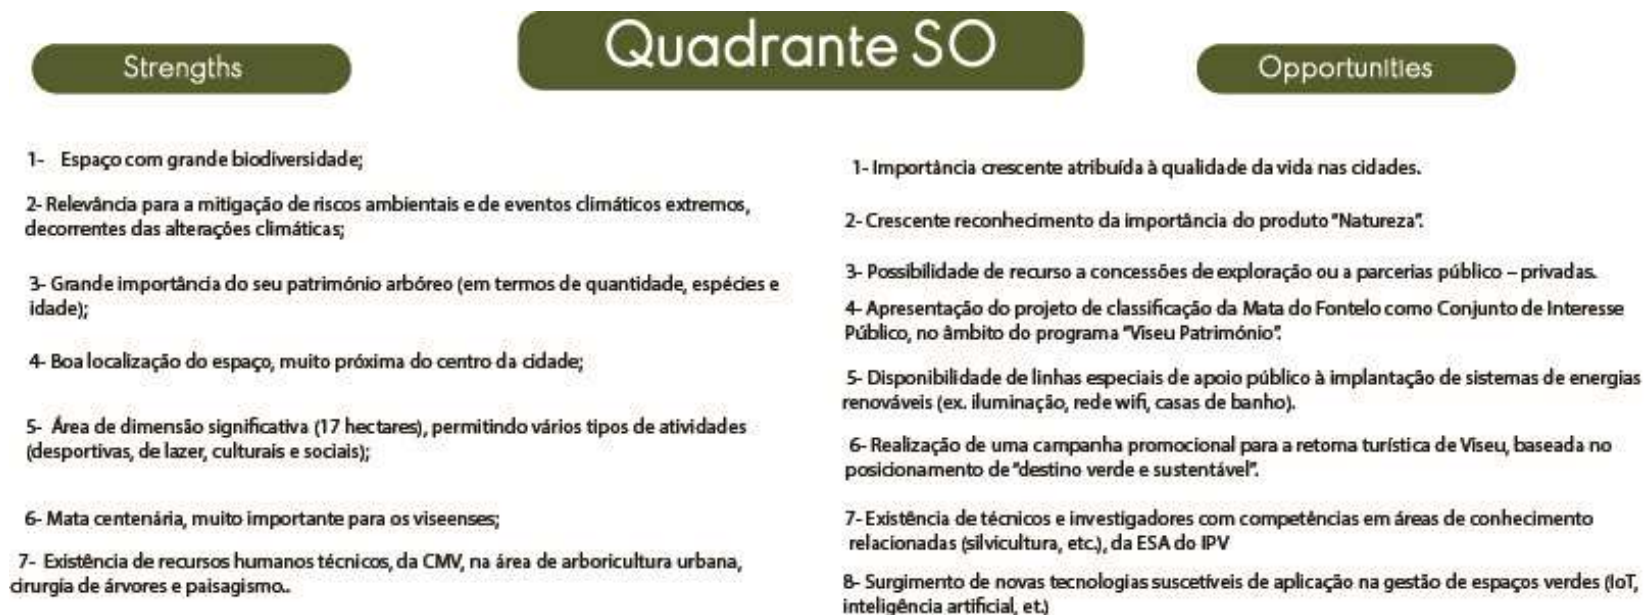 Quadrante SO
Strengths
1- Espaço com grande biodiversidade;
2- Relevância para a mitigação de riscos ambientais e de eventos climáticos extremos,
decorrentes das alterações climáticas;
3- Grande importância do seu património arbóreo (em termos de quantidade, espécies e
idade);
4- Boa localização do espaço, muito próxima do centro da cidade;
5- Área de dimensão significativa (17 hectares), permitindo vários tipos de atividades
(desportivas, de lazer, culturais e sociais);
6- Mata centenária, muito importante para os viseenses;
7- Existência de recursos humanos técnicos, da CMV, na área de arboricultura urbana,
cirurgia de árvores e paisagismo..
Opportunities
1- Importância crescente atribuída à qualidade da vida nas cidades.
2- Crescente reconhecimento da importância do produto "Natureza".
3- Possibilidade de recurso a concessões de exploração ou a parcerias público – privadas.
4- Apresentação do projeto de classificação da Mata do Fontelo como Conjunto de Interesse
Público, no âmbito do programa "Viseu Património".
5- Disponibilidade de linhas especiais de apoio público à implantação de sistemas de energias
renováveis (ex. iluminação, rede wifi, casas de banho).
6- Realização de uma campanha promocional para a retoma turística de Viseu, baseada no
posicionamento de "destino verde e sustentável".
7- Existência de técnicos e investigadores com competências em áreas de conhecimento
relacionadas (silvicultura, etc.), da ESA do IPV
8- Surgimento de novas tecnologias suscetíveis de aplicação na gestão de espaços verdes (IoT,
inteligência artificial, et.)